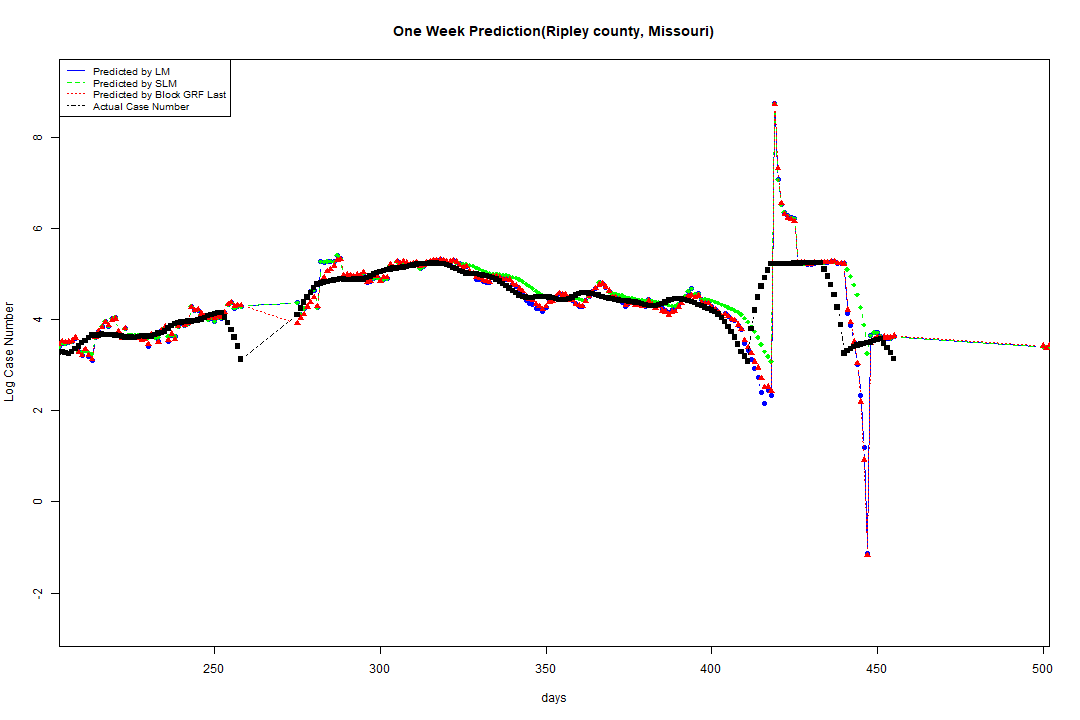 One Week Prediction(Ripley county, Missouri)
Predicted by LM
Predicted by SLM
Predicted by Block GRF Last
Actual Case Number
Log Case Number
8
6
4
2
0
-2
250 300 350 400 450 500
days